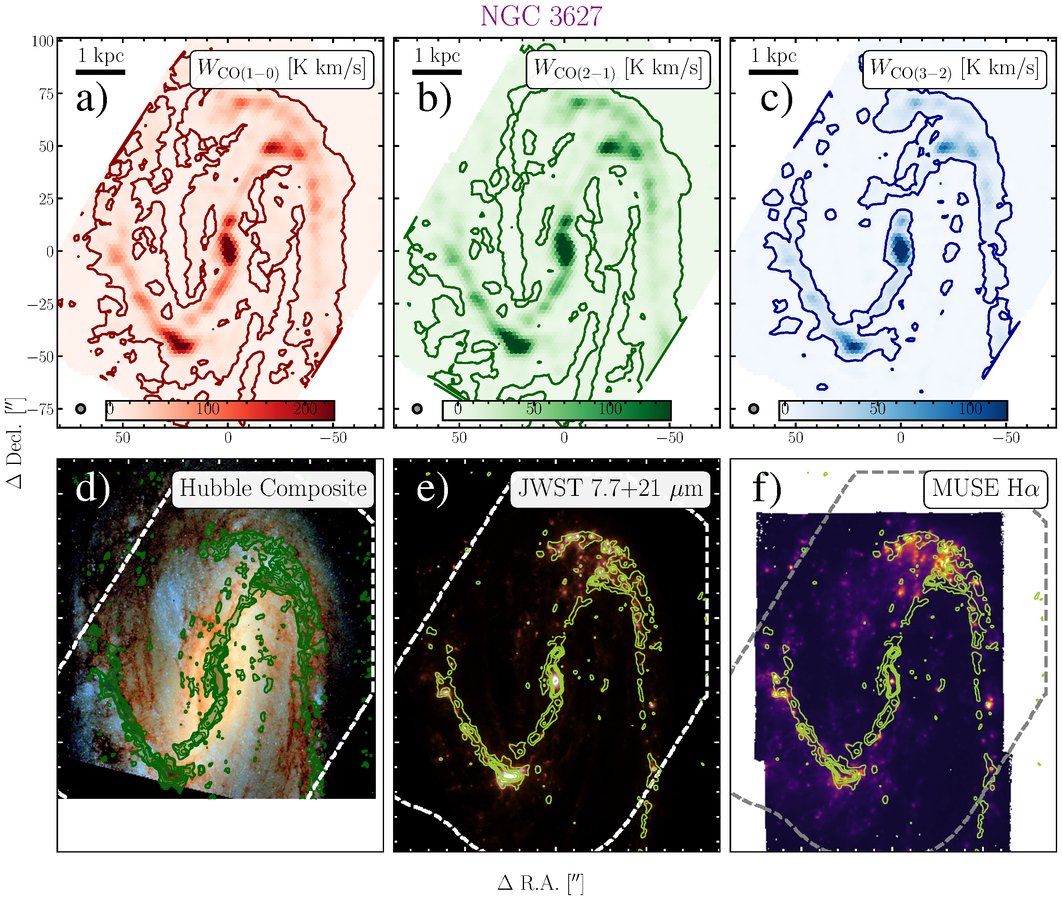 NGC 3627
1 kpc
W_CO(1−0) [K km/s]
a)
100
75
50
25
0
−25
−50
−75
0 100 200
50 0 −50
1 kpc
W_CO(2−1) [K km/s]
b)
0 50 100
50 0 −50
1 kpc
W_CO(3−2) [K km/s]
c)
0 50 100
50 0 −50
Δ Decl. [″]
d)
Hubble Composite
e)
JWST 7.7+21 μm
f)
MUSE Hα
Δ R.A. [″]